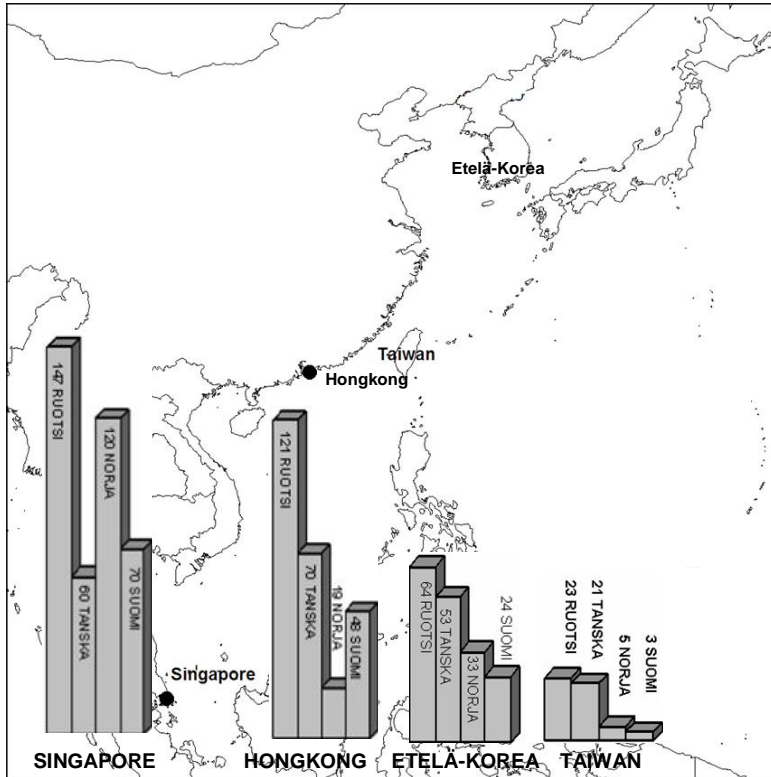 Etelä-Korea
Taiwan
Hongkong
Singapore
147 RUOTSI
60 TANSKA
120 NORJA
70 SUOMI
121 RUOTSI
70 TANSKA
19 NORJA
48 SUOMI
64 RUOTSI
53 TANSKA
33 NORJA
24 SUOMI
23 RUOTSI
21 TANSKA
5 NORJA
3 SUOMI
SINGAPORE
HONGKONG
ETELÄ-KOREA
TAIWAN